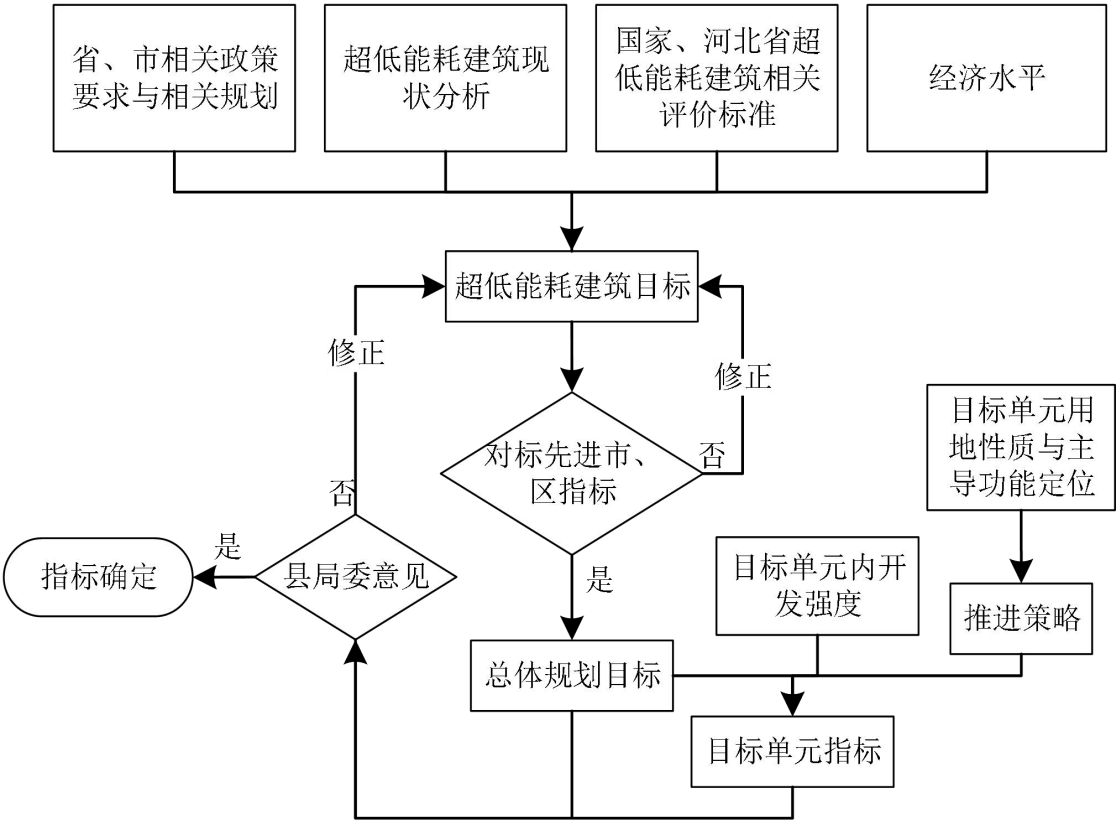 省、市相关政策
要求与相关规划
超低能耗建筑现
状分析
国家、河北省超
低能耗建筑相关
评价标准
经济水平
超低能耗建筑目标
修正
修正
对标先进市、
区指标
否
目标单元用
地性质与主
导功能定位
否
是
指标确定
县局委意见
是
目标单元内开
发强度
推进策略
总体规划目标
目标单元指标